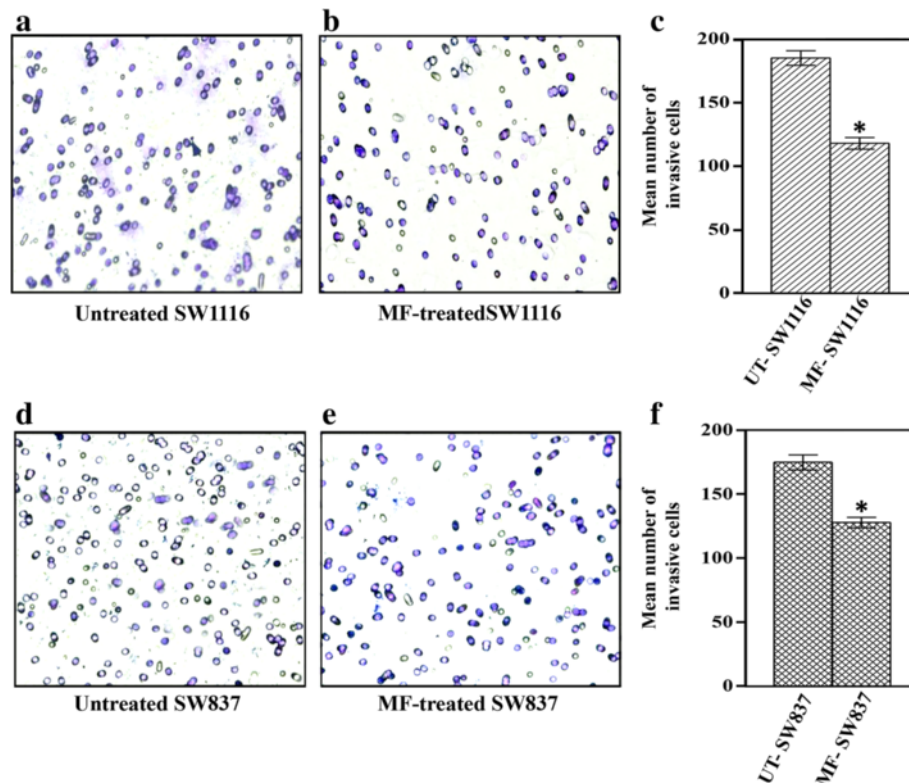 a
b
c
Untreated SW1116
MF-treatedSW1116
Mean number of
invasive cells
200
150
100
50
0
*
UT- SW1116
MF- SW1116
d
e
f
Untreated SW837
MF-treated SW837
Mean number of
invasive cells
200
150
100
50
0
*
UT- SW837
MF- SW837